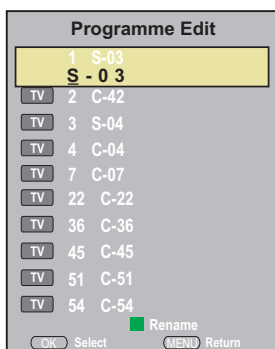 Programme Edit
1 S-03
S - 0 3
TV 2 C-42
TV 3 S-04
TV 4 C-04
TV 7 C-07
TV 22 C-22
TV 36 C-36
TV 45 C-45
TV 51 C-51
TV 54 C-54
Rename
OK Select MENU Return